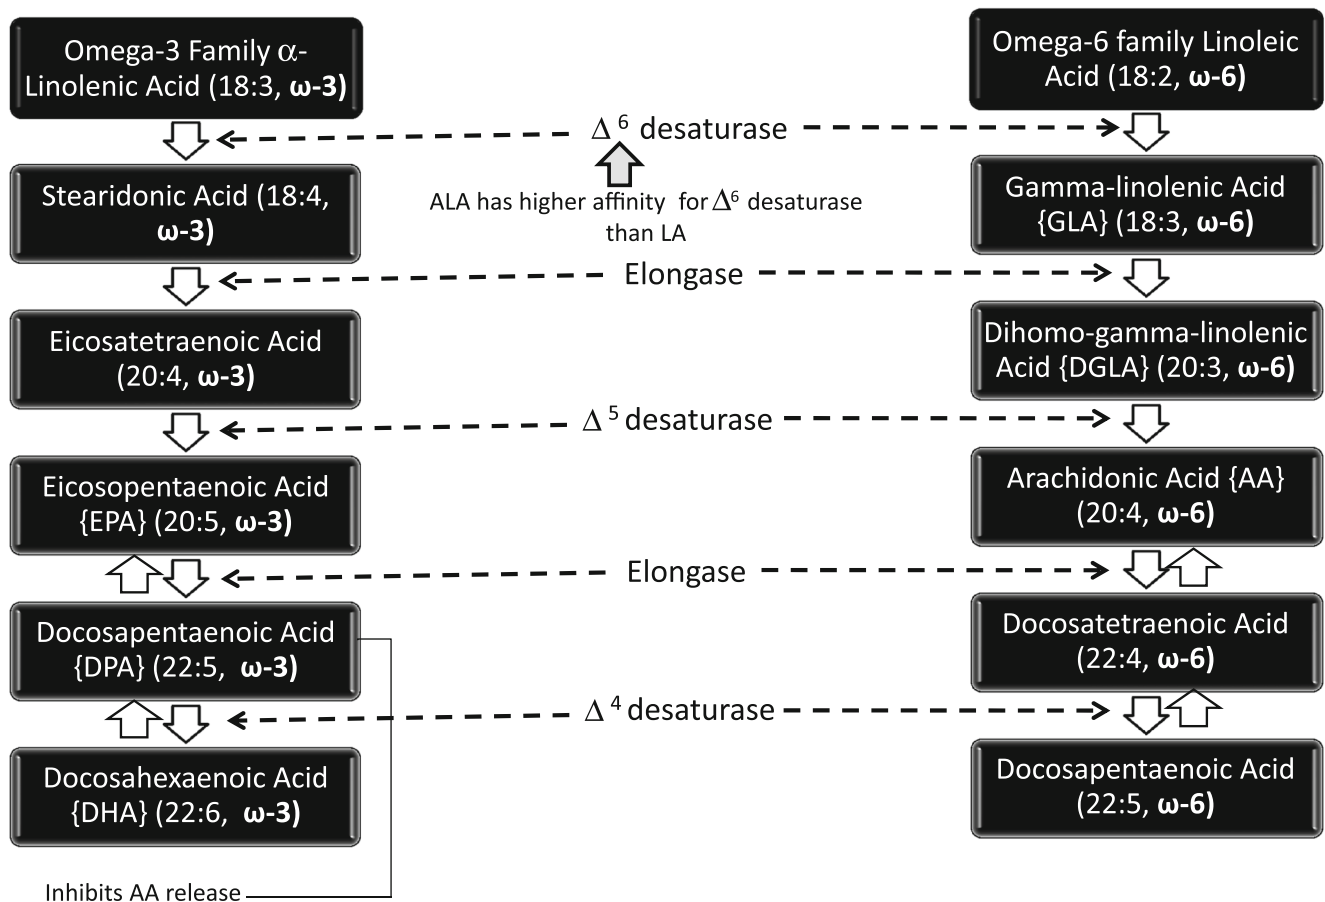 Omega-3 Family α-
Linolenic Acid (18:3, ω-3)
Stearidonic Acid (18:4,
ω-3)
Eicosatetraenoic Acid
(20:4, ω-3)
Eicosopentaenoic Acid
{EPA} (20:5, ω-3)
Docosapentaenoic Acid
{DPA} (22:5, ω-3)
Docosahexaenoic Acid
{DHA} (22:6, ω-3)
Inhibits AA release
Δ⁶ desaturase
ALA has higher affinity for Δ⁶ desaturase
than LA
Elongase
Δ⁵ desaturase
Elongase
Δ⁴ desaturase
Omega-6 family Linoleic
Acid (18:2, ω-6)
Gamma-linolenic Acid
{GLA} (18:3, ω-6)
Dihomo-gamma-linolenic
Acid {DGLA} (20:3, ω-6)
Arachidonic Acid {AA}
(20:4, ω-6)
Docosatetraenoic Acid
(22:4, ω-6)
Docosapentaenoic Acid
(22:5, ω-6)